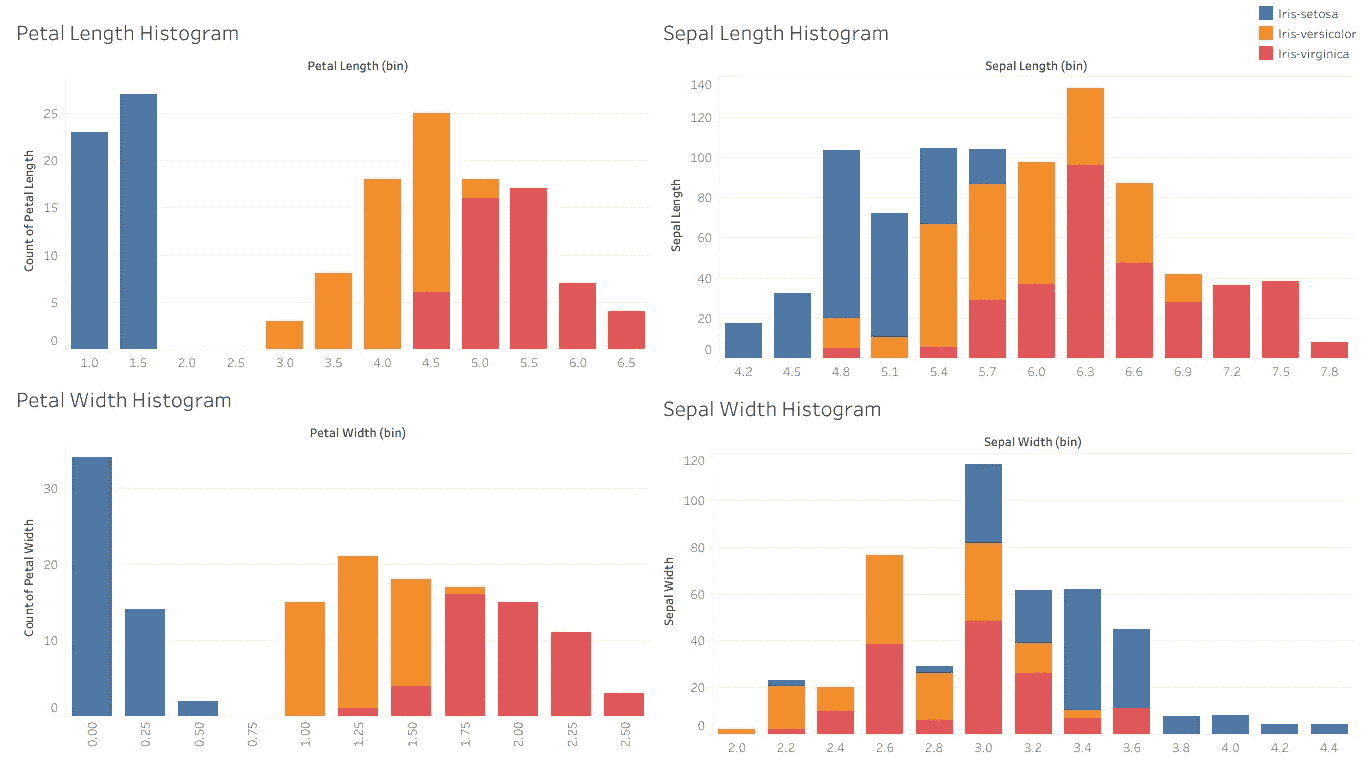 Petal Length Histogram
Petal Length (bin)
Count of Petal Length
25
20
15
10
5
0
1.0 1.5 2.0 2.5 3.0 3.5 4.0 4.5 5.0 5.5 6.0 6.5
Sepal Length Histogram
Iris-setosa
Iris-versicolor
Iris-virginica
Sepal Length (bin)
Sepal Length
140
120
100
80
60
40
20
0
4.2 4.5 4.8 5.1 5.4 5.7 6.0 6.3 6.6 6.9 7.2 7.5 7.8
Petal Width Histogram
Petal Width (bin)
Count of Petal Width
30
20
10
0
0.00 0.25 0.50 0.75 1.00 1.25 1.50 1.75 2.00 2.25 2.50
Sepal Width Histogram
Sepal Width (bin)
Sepal Width
120
100
80
60
40
20
0
2.0 2.2 2.4 2.6 2.8 3.0 3.2 3.4 3.6 3.8 4.0 4.2 4.4